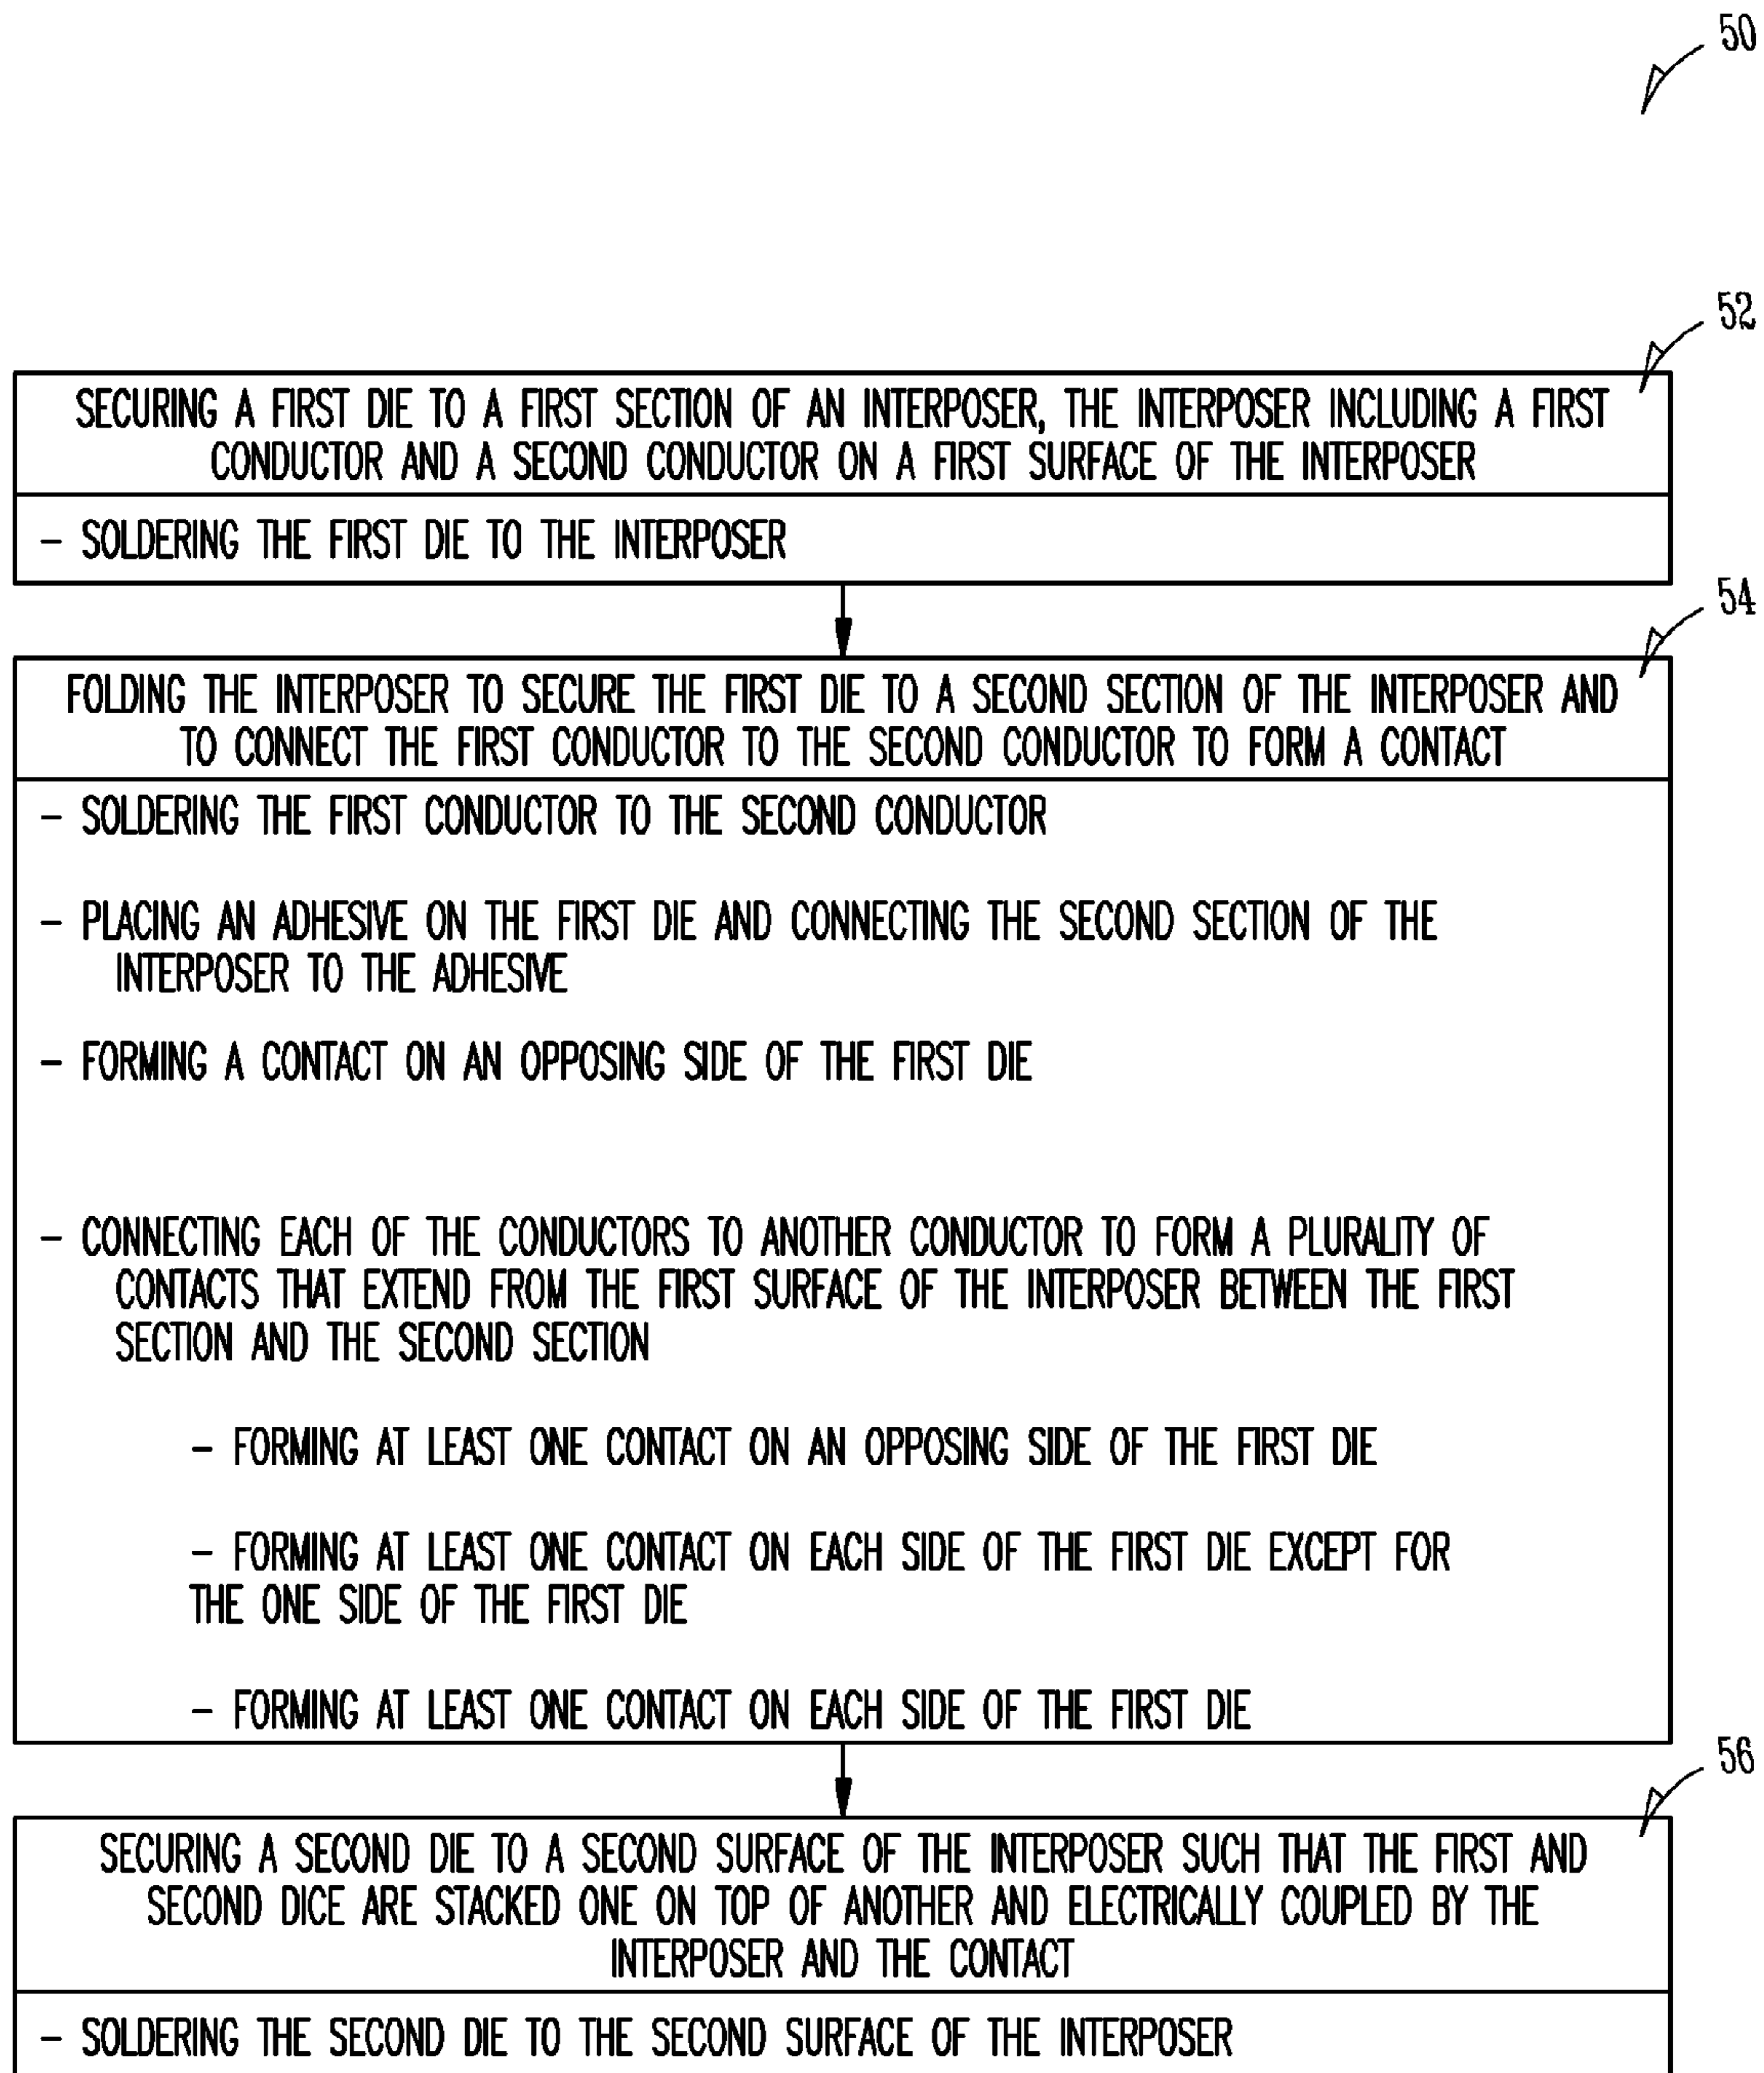 50
52
SECURING A FIRST DIE TO A FIRST SECTION OF AN INTERPOSER, THE INTERPOSER INCLUDING A FIRST
CONDUCTOR AND A SECOND CONDUCTOR ON A FIRST SURFACE OF THE INTERPOSER
– SOLDERING THE FIRST DIE TO THE INTERPOSER
54
FOLDING THE INTERPOSER TO SECURE THE FIRST DIE TO A SECOND SECTION OF THE INTERPOSER AND
TO CONNECT THE FIRST CONDUCTOR TO THE SECOND CONDUCTOR TO FORM A CONTACT
– SOLDERING THE FIRST CONDUCTOR TO THE SECOND CONDUCTOR
– PLACING AN ADHESIVE ON THE FIRST DIE AND CONNECTING THE SECOND SECTION OF THE
INTERPOSER TO THE ADHESIVE
– FORMING A CONTACT ON AN OPPOSING SIDE OF THE FIRST DIE
– CONNECTING EACH OF THE CONDUCTORS TO ANOTHER CONDUCTOR TO FORM A PLURALITY OF
CONTACTS THAT EXTEND FROM THE FIRST SURFACE OF THE INTERPOSER BETWEEN THE FIRST
SECTION AND THE SECOND SECTION
– FORMING AT LEAST ONE CONTACT ON AN OPPOSING SIDE OF THE FIRST DIE
– FORMING AT LEAST ONE CONTACT ON EACH SIDE OF THE FIRST DIE EXCEPT FOR
THE ONE SIDE OF THE FIRST DIE
– FORMING AT LEAST ONE CONTACT ON EACH SIDE OF THE FIRST DIE
56
SECURING A SECOND DIE TO A SECOND SURFACE OF THE INTERPOSER SUCH THAT THE FIRST AND
SECOND DICE ARE STACKED ONE ON TOP OF ANOTHER AND ELECTRICALLY COUPLED BY THE
INTERPOSER AND THE CONTACT
– SOLDERING THE SECOND DIE TO THE SECOND SURFACE OF THE INTERPOSER